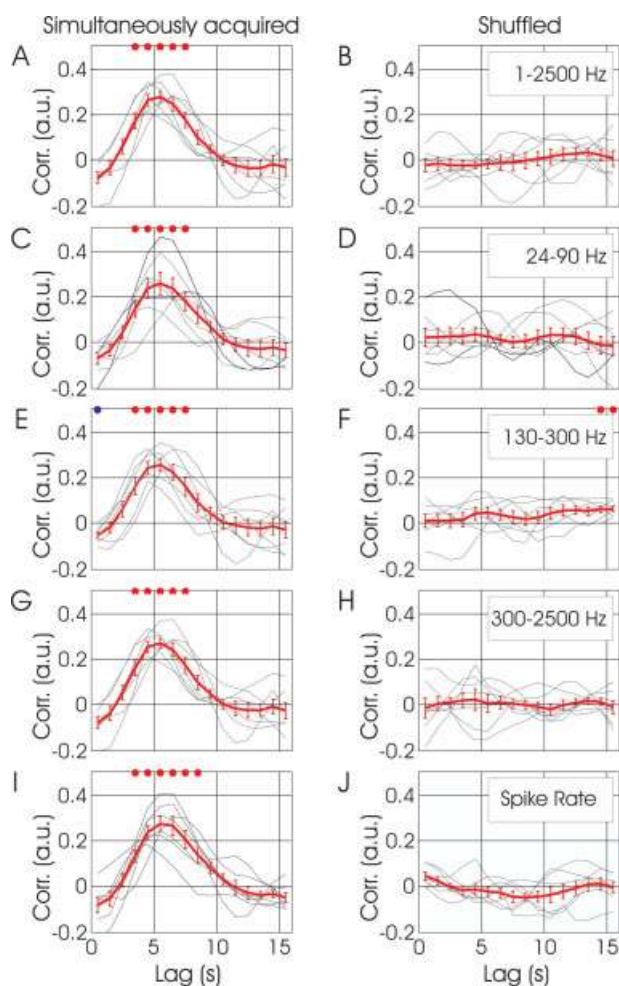 Simultaneously acquired
Shuffled
A
Corr. (a.u.)
0.4
0.2
0
-0.2
B
Corr. (a.u.)
0.4
0.2
0
-0.2
1-2500 Hz
C
Corr. (a.u.)
0.4
0.2
0
-0.2
D
Corr. (a.u.)
0.4
0.2
0
-0.2
24-90 Hz
E
Corr. (a.u.)
0.4
0.2
0
-0.2
F
Corr. (a.u.)
0.4
0.2
0
-0.2
130-300 Hz
G
Corr. (a.u.)
0.4
0.2
0
-0.2
H
Corr. (a.u.)
0.4
0.2
0
-0.2
300-2500 Hz
I
Corr. (a.u.)
0.4
0.2
0
-0.2
0 5 10 15
Lag (s)
J
Corr. (a.u.)
0.4
0.2
0
-0.2
Spike Rate
0 5 10 15
Lag (s)